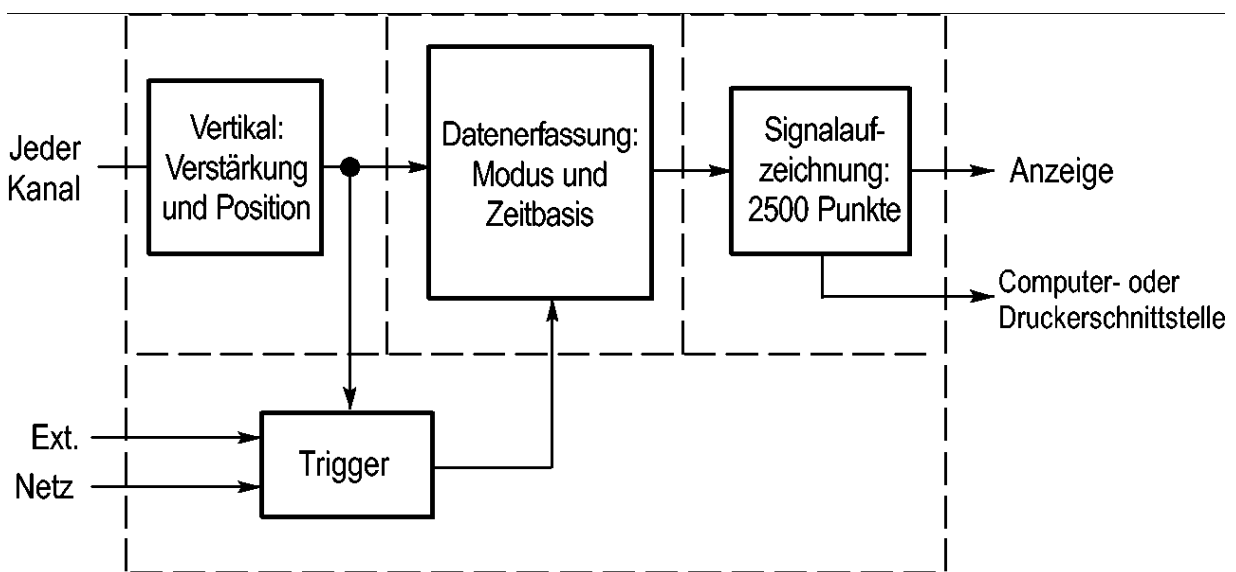 Jeder
Kanal
Vertikal:
Verstärkung
und Position
Datenerfassung:
Modus und
Zeitbasis
Signalauf-
zeichnung:
2500 Punkte
Anzeige
Computer- oder
Druckerschnittstelle
Ext.
Netz
Trigger